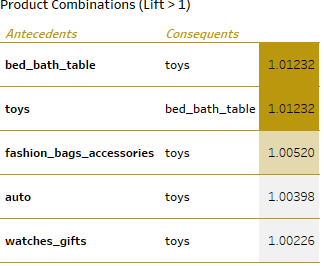 Product Combinations (Lift > 1)
Antecedents Consequents
bed_bath_table toys 1.01232
toys bed_bath_table 1.01232
fashion_bags_accessories toys 1.00520
auto toys 1.00398
watches_gifts toys 1.00226